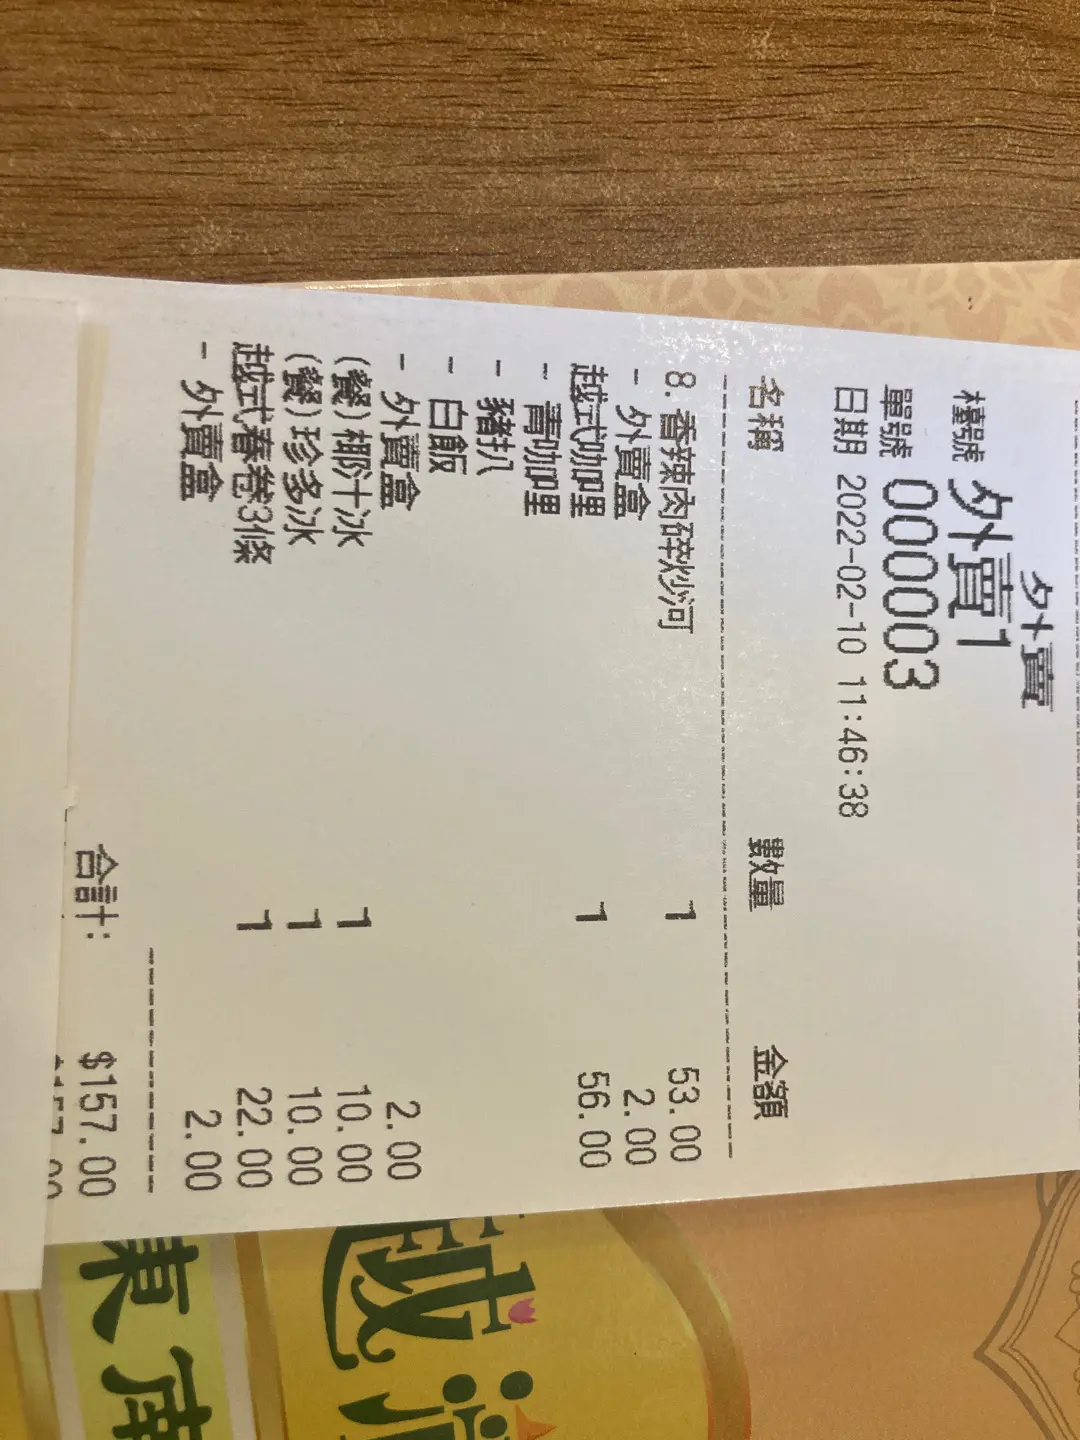 外賣
檯號 外賣1
單號 000003
日期 2022-02-10 11:46:38
名稱 數量 金額
8.香辣肉碎炒河 1 53.00
- 外賣盒 2.00
越式咖哩 1 56.00
- 青咖哩
- 豬扒
- 白飯
- 外賣盒 2.00
(餐)椰汁冰 1 10.00
(餐)珍多冰 1 10.00
越式春卷3條 1 22.00
- 外賣盒 2.00
合計: $157.00
越
東